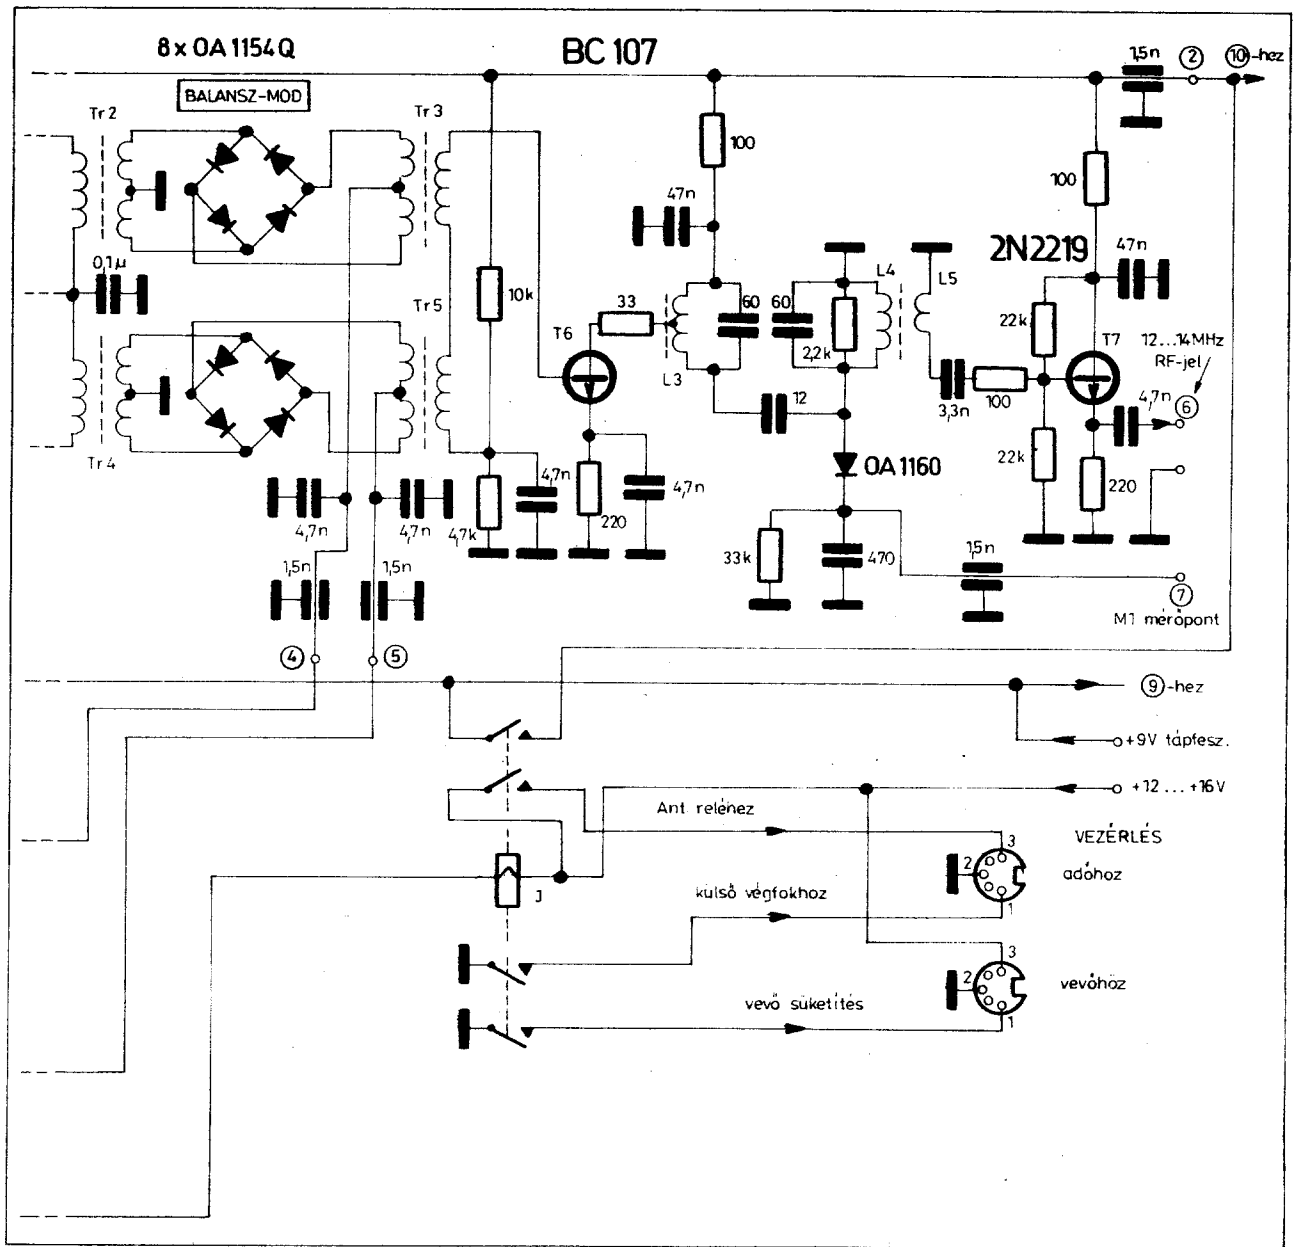 8 x OA 1154 Q
BC 107
1,5n
2
10-hez
BALANSZ-MOD
Tr 2
Tr 3
100
100
47n
2N2219
47n
0,1µ
10k
L4
L5
Tr 5
33
60
60
22k
T6
2,2k
T7
12...14MHz
RF-jel
L3
4,7n
6
12
3,3n
100
Tr 4
22k
OA 1160
4,7n
4,7n
220
4,7n
4,7n
4,7k
220
33k
470
1,5n
1,5n
1,5n
7
M1 mérőpont
4
5
9-hez
+9V tápfesz.
+12 ... +16V
Ant reléhez
VEZÉRLÉS
3
2
adóhoz
J
külső végfokhoz
1
3
2
vevőhöz
vevő süketítés
1